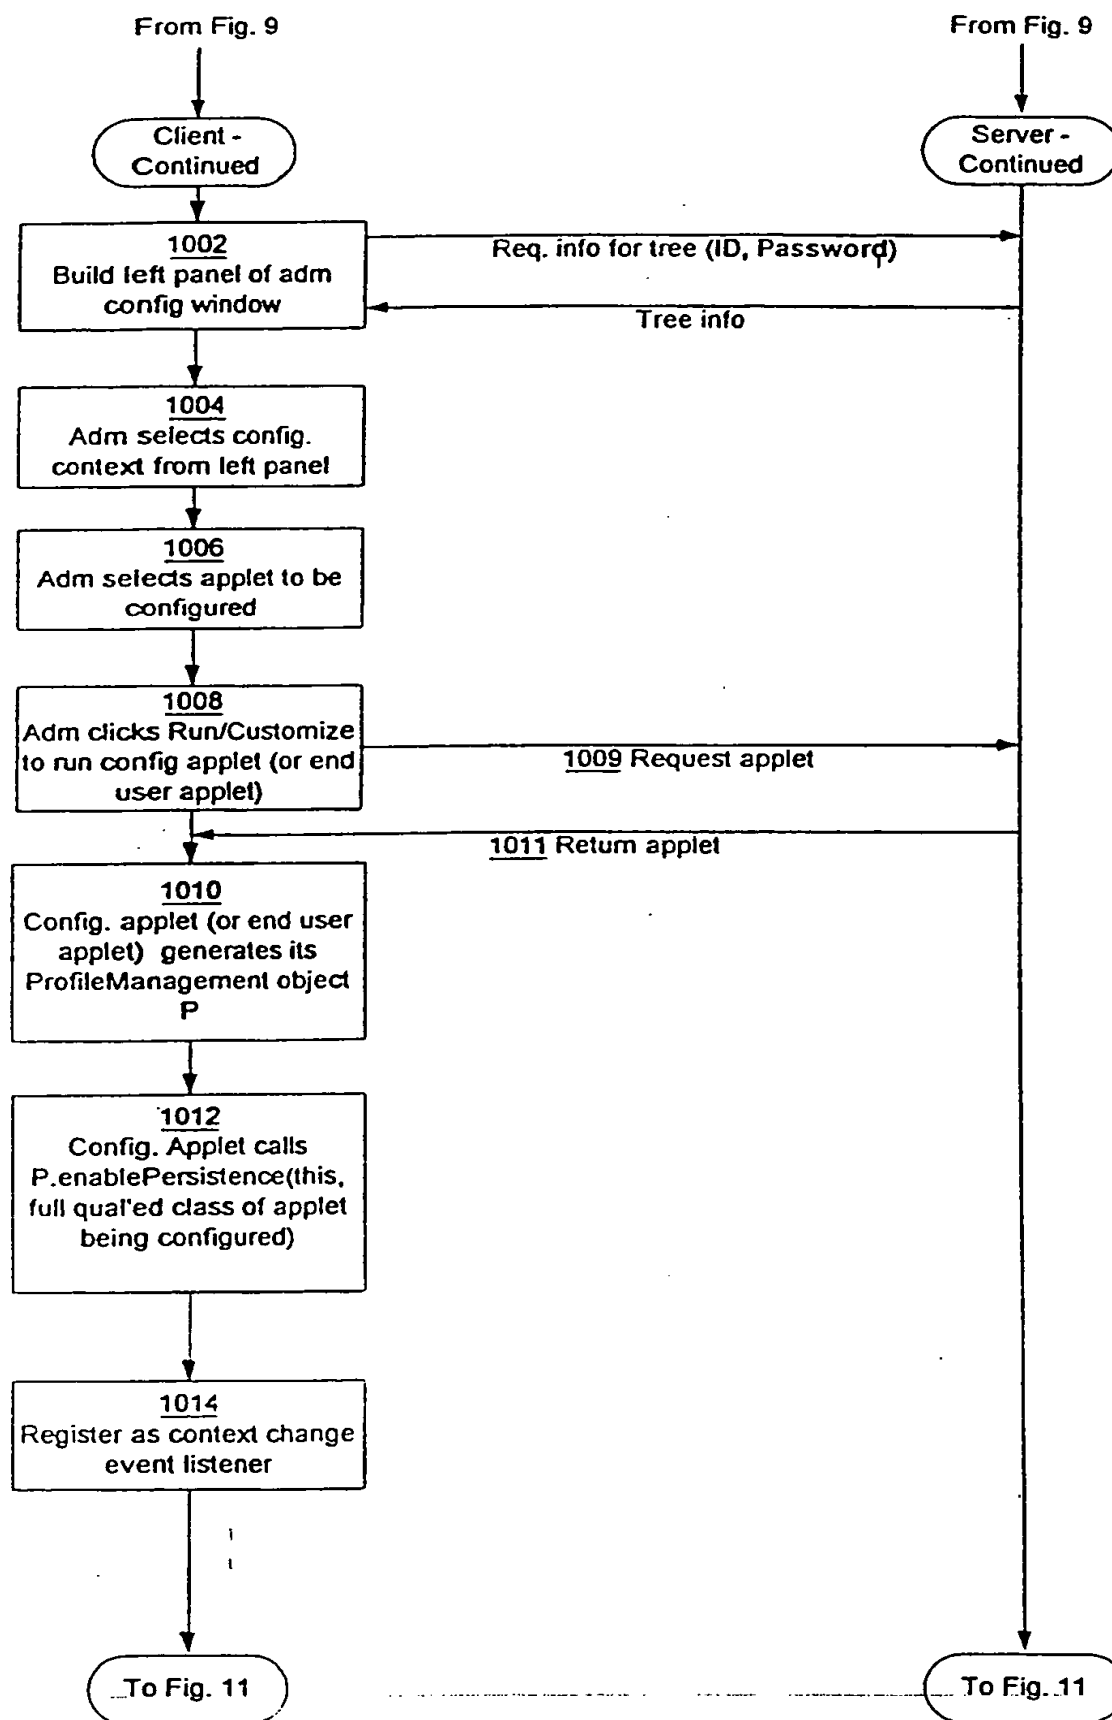 From Fig. 9
From Fig. 9
Client -
Continued
Server -
Continued
1002
Build left panel of adm
config window
Req. info for tree (ID, Password)
Tree info
1004
Adm selects config.
context from left panel
1006
Adm selects applet to be
configured
1008
Adm clicks Run/Customize
to run config applet (or end
user applet)
1009 Request applet
1011 Return applet
1010
Config. applet (or end user
applet) generates its
ProfileManagement object
P
1012
Config. Applet calls
P.enablePersistence(this,
full qual'ed class of applet
being configured)
1014
Register as context change
event listener
To Fig. 11
To Fig. 11